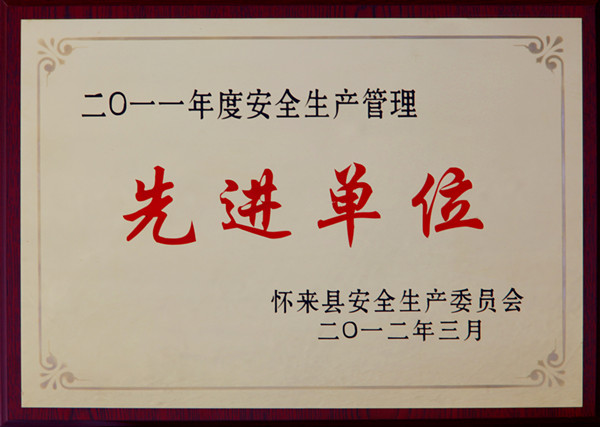 二〇一一年度安全生产管理
先进单位
怀来县安全生产委员会
二〇一二年三月